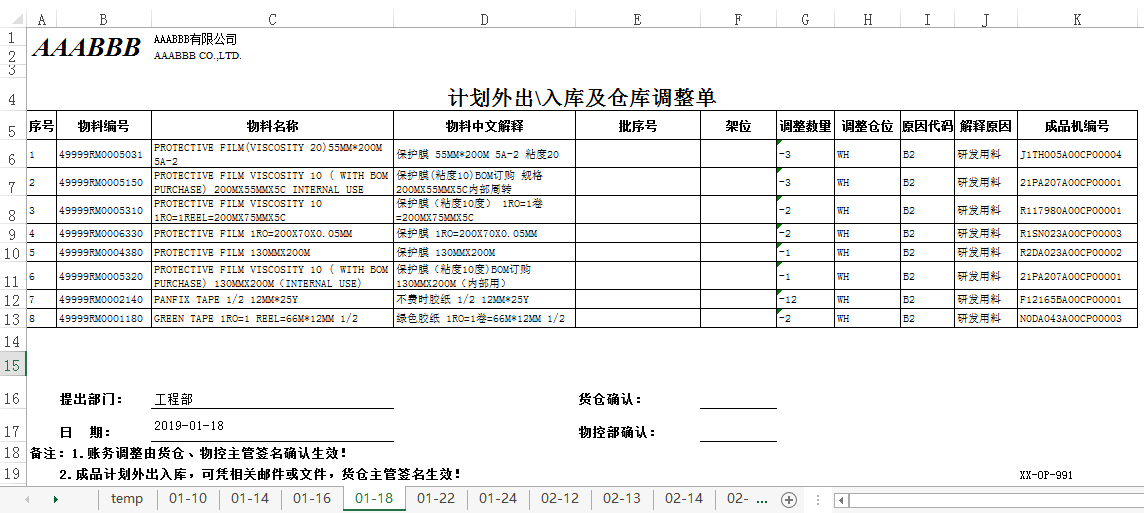 A B C D E F G H I J K
1 AAABBB AAABBB有限公司
2 AAABBB CO.,LTD.
3
4 计划外出\入库及仓库调整单
5 序号 物料编号 物料名称 物料中文解释 批序号 架位 调整数量 调整仓位 原因代码 解释原因 成品机编号
6 1 49999RM0005031 PROTECTIVE FILM(VISCOSITY 20)55MM*200M 5A-2 保护膜 55MM*200M 5A-2 粘度20 -3 WH B2 研发用料 J1TH005A00CP00004
7 2 49999RM0005150 PROTECTIVE FILM VISCOSITY 10 ( WITH BOM PURCHASE) 200MX55MMX5C INTERNAL USE 保护膜(粘度10)BOM订购 规格 200MX55MMX5C内部周转 -3 WH B2 研发用料 21PA207A00CP00001
8 3 49999RM0005310 PROTECTIVE FILM VISCOSITY 10 1RO=1REEL=200MX75MMX5C 保护膜（粘度10度） 1RO=1卷 =200MX75MMX5C -2 WH B2 研发用料 R117980A00CP00001
9 4 49999RM0006330 PROTECTIVE FILM 1RO=200X70X0.05MM 保护膜 1RO=200X70X0.05MM -2 WH B2 研发用料 R1SN023A00CP00003
10 5 49999RM0004380 PROTECTIVE FILM 130MMX200M 保护膜 130MMX200M -1 WH B2 研发用料 R2DA023A00CP00002
11 6 49999RM0005320 PROTECTIVE FILM VISCOSITY 10 ( WITH BOM PURCHASE) 130MMX200M（INTERNAL USE) 保护膜（粘度10度)BOM订购 130MMX200M（内部用） -1 WH B2 研发用料 21PA207A00CP00001
12 7 49999RM0002140 PANFIX TAPE 1/2 12MM*25Y 不费时胶纸 1/2 12MM*25Y -12 WH B2 研发用料 F12165BA00CP00001
13 8 49999RM0001180 GREEN TAPE 1RO=1 REEL=66M*12MM 1/2 绿色胶纸 1RO=1卷=66M*12MM 1/2 -2 WH B2 研发用料 N0DA043A00CP00003
14
15
16 提出部门： 工程部 货仓确认：
17 日 期： 2019-01-18 物控部确认：
18 备注：1.账务调整由货仓、物控主管签名确认生效！
19 2.成品计划外出入库，可凭相关邮件或文件，货仓主管签名生效！ XX-OP-991
temp 01-10 01-14 01-16 01-18 01-22 01-24 02-12 02-13 02-14 02- ...